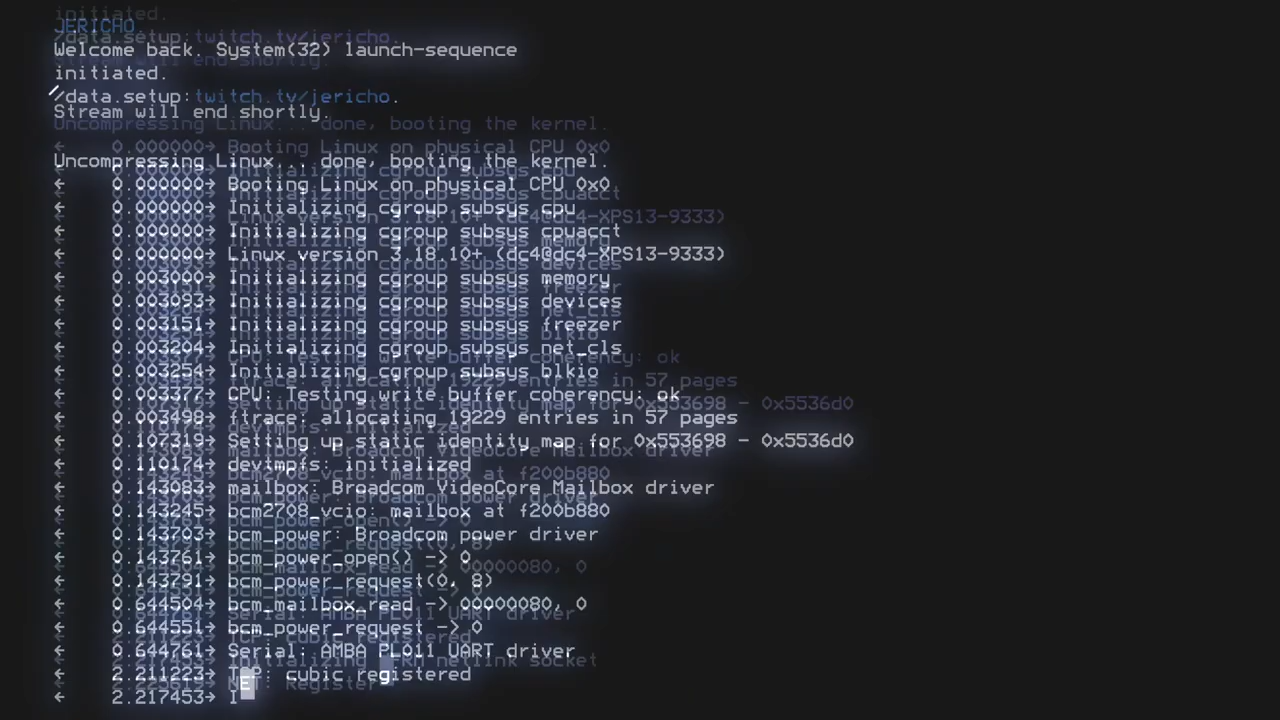 JERICHO
Welcome back. System(32) launch-sequence
initiated.
/data.setup:twitch.tv/jericho.
Stream will end shortly.
Uncompressing Linux... done, booting the kernel.
← 0.000000→ Booting Linux on physical CPU 0x0
← 0.000000→ Initializing cgroup subsys cpu
← 0.000000→ Initializing cgroup subsys cpuacct
← 0.000000→ Linux version 3.18.10+ (dc4@dc4-XPS13-9333)
← 0.003000→ Initializing cgroup subsys memory
← 0.003093→ Initializing cgroup subsys devices
← 0.003151→ Initializing cgroup subsys freezer
← 0.003204→ Initializing cgroup subsys net_cls
← 0.003254→ Initializing cgroup subsys blkio
← 0.003377→ CPU: Testing write buffer coherency: ok
← 0.003498→ ftrace: allocating 19229 entries in 57 pages
← 0.107319→ Setting up static identity map for 0x553698 - 0x5536d0
← 0.110174→ devtmpfs: initialized
← 0.143083→ mailbox: Broadcom VideoCore Mailbox driver
← 0.143245→ bcm2708_vcio: mailbox at f200b880
← 0.143703→ bcm_power: Broadcom power driver
← 0.143761→ bcm_power_open() -> 0
← 0.143791→ bcm_power_request(0, 8)
← 0.644504→ bcm_mailbox_read -> 00000080, 0
← 0.644551→ bcm_power_request -> 0
← 0.644761→ Serial: AMBA PL011 UART driver
← 2.211223→ TCP: cubic registered
← 2.217453→ I